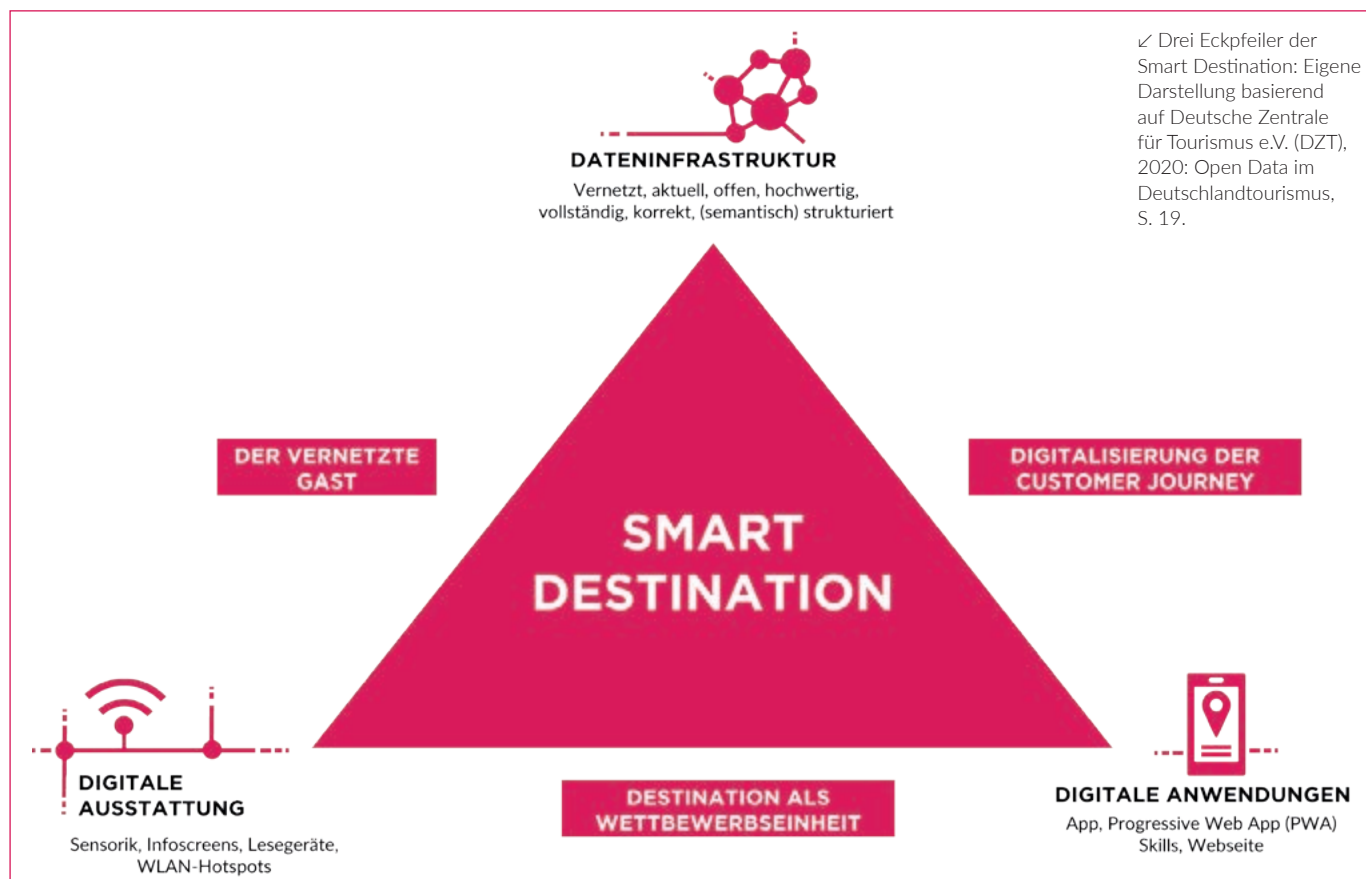 ↙ Drei Eckpfeiler der
Smart Destination: Eigene
Darstellung basierend
auf Deutsche Zentrale
für Tourismus e.V. (DZT),
2020: Open Data im
Deutschlandtourismus,
S. 19.
DATENINFRASTRUKTUR
Vernetzt, aktuell, offen, hochwertig,
vollständig, korrekt, (semantisch) strukturiert
DER VERNETZTE
GAST
DIGITALISIERUNG DER
CUSTOMER JOURNEY
SMART
DESTINATION
DIGITALE
AUSSTATTUNG
Sensorik, Infoscreens, Lesegeräte,
WLAN-Hotspots
DESTINATION ALS
WETTBEWERBSEINHEIT
DIGITALE ANWENDUNGEN
App, Progressive Web App (PWA)
Skills, Webseite